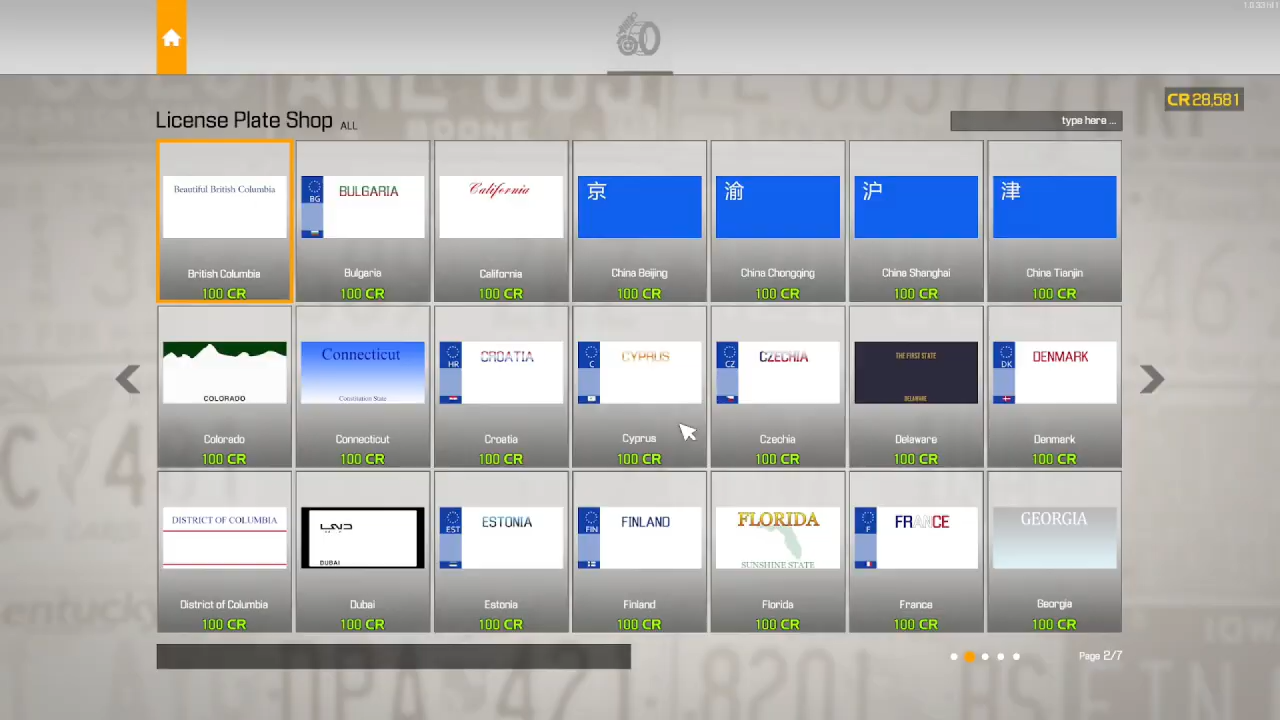 1.0.33 Hf1
CR 28,581
License Plate Shop ALL
type here ...
Beautiful British Columbia
British Columbia
100 CR
BG
BULGARIA
Bulgaria
100 CR
California
California
100 CR
京
China Beijing
100 CR
渝
China Chongqing
100 CR
沪
China Shanghai
100 CR
津
China Tianjin
100 CR
COLORADO
Colorado
100 CR
Connecticut
Constitution State
Connecticut
100 CR
HR
CROATIA
Croatia
100 CR
Ç
CYPRUS
Cyprus
100 CR
CZ
CZECHIA
Czechia
100 CR
THE FIRST STATE
DELAWARE
Delaware
100 CR
DK
DENMARK
Denmark
100 CR
DISTRICT OF COLUMBIA
District of Columbia
100 CR
دبي
DUBAI
Dubai
100 CR
EST
ESTONIA
Estonia
100 CR
FIN
FINLAND
Finland
100 CR
FLORIDA
SUNSHINE STATE
Florida
100 CR
F
FRANCE
France
100 CR
GEORGIA
Georgia
100 CR
Page 2/7